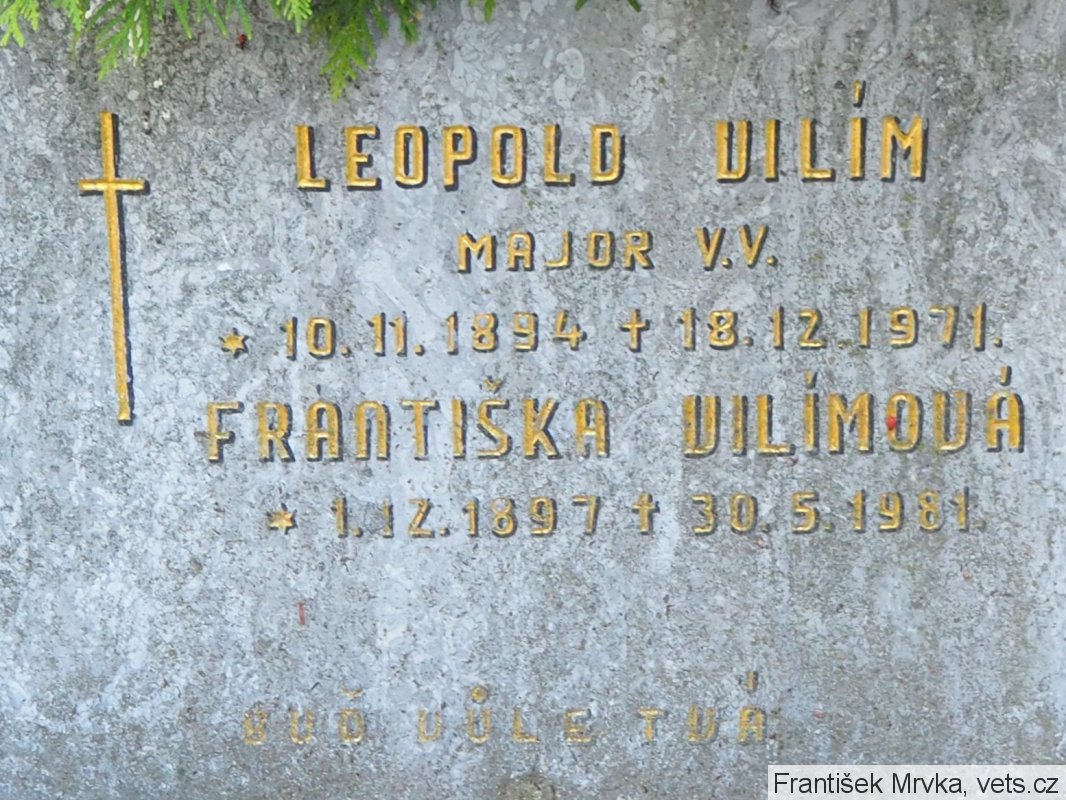 LEOPOLD VILÍM
MAJOR V.V.
* 10. 11. 1894 † 18.12.1971.
FRANTIŠKA VILÍMOVÁ
* 1.12.1897 † 30.5.1981.
BUĎ VŮLE TVÁ
František Mrvka, vets.cz